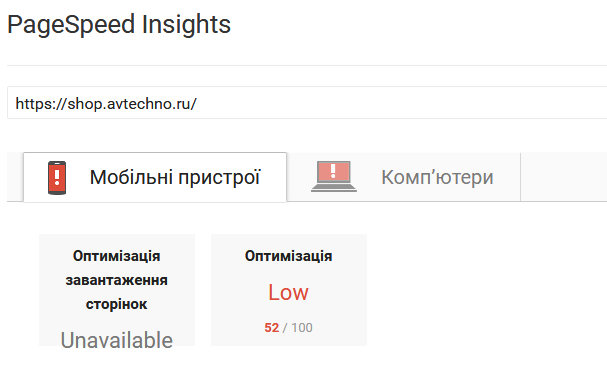 PageSpeed Insights
https://shop.avtechno.ru/
Мобільні пристрої
Комп’ютери
Оптимізація
завантаження
сторінок
Unavailable
Оптимізація
Low
52 / 100